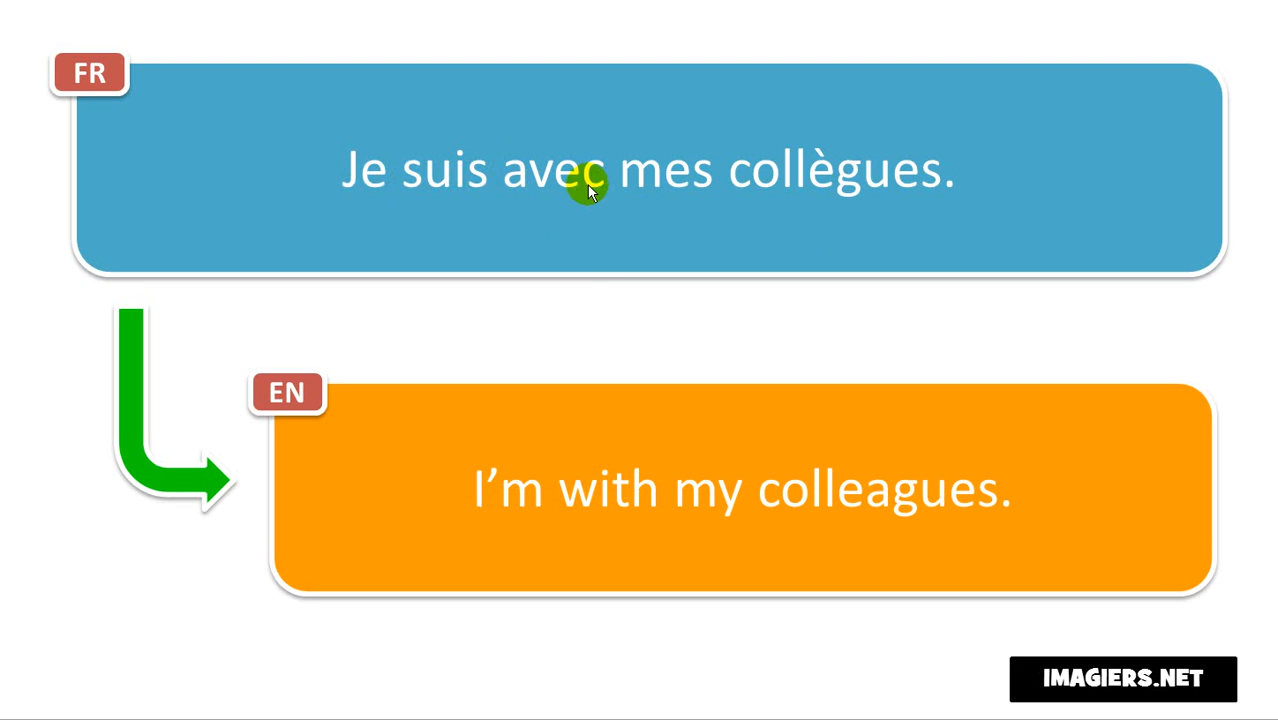 FR
Je suis avec mes collègues.
EN
I’m with my colleagues.
IMAGIERS.NET